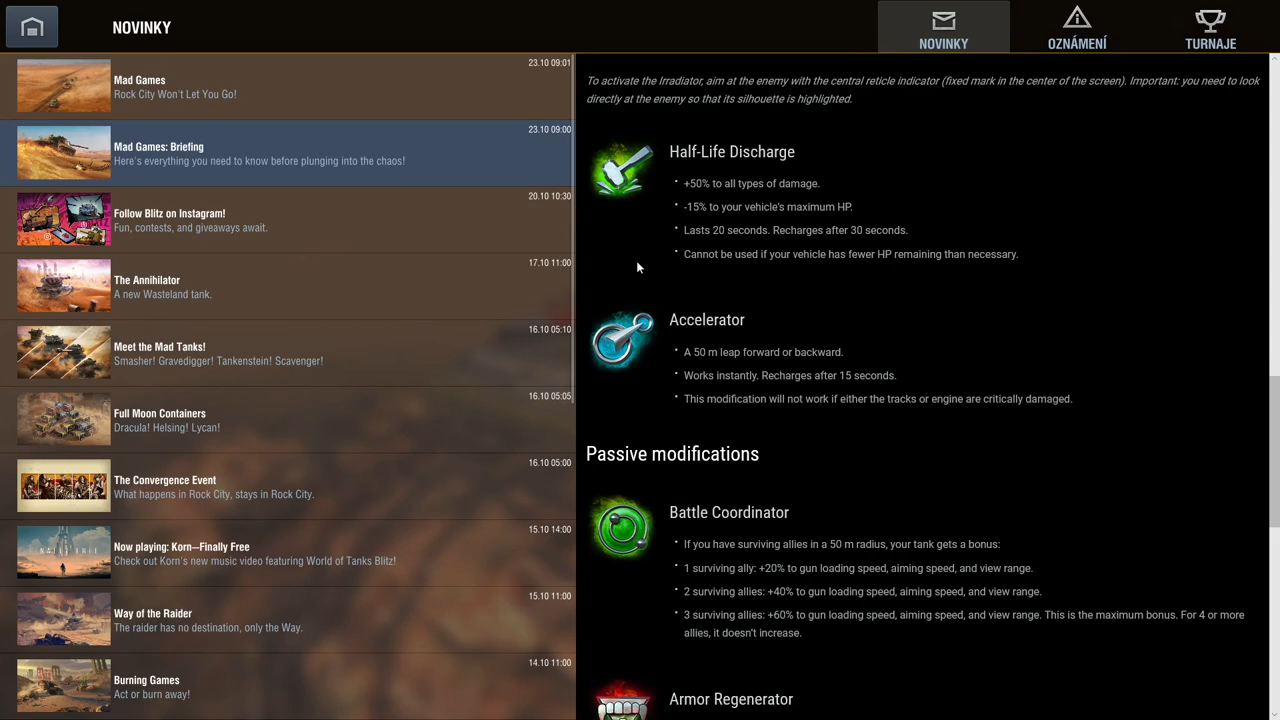 NOVINKY
NOVINKY
OZNÁMENÍ
TURNAJE
23.10 09:01
Mad Games
Rock City Won't Let You Go!
23.10 09:00
Mad Games: Briefing
Here's everything you need to know before plunging into the chaos!
20.10 10:30
Follow Blitz on Instagram!
Fun, contests, and giveaways await.
17.10 11:00
The Annihilator
A new Wasteland tank.
16.10 05:10
Meet the Mad Tanks!
Smasher! Gravedigger! Tankenstein! Scavenger!
16.10 05:05
Full Moon Containers
Dracula! Helsing! Lycan!
16.10 05:00
The Convergence Event
What happens in Rock City, stays in Rock City.
15.10 14:00
Now playing: Korn—Finally Free
Check out Korn's new music video featuring World of Tanks Blitz!
15.10 11:00
Way of the Raider
The raider has no destination, only the Way.
14.10 11:00
Burning Games
Act or burn away!
To activate the Irradiator, aim at the enemy with the central reticle indicator (fixed mark in the center of the screen). Important: you need to look
directly at the enemy so that its silhouette is highlighted.
Half-Life Discharge
• +50% to all types of damage.
• -15% to your vehicle's maximum HP.
• Lasts 20 seconds. Recharges after 30 seconds.
• Cannot be used if your vehicle has fewer HP remaining than necessary.
Accelerator
• A 50 m leap forward or backward.
• Works instantly. Recharges after 15 seconds.
• This modification will not work if either the tracks or engine are critically damaged.
Passive modifications
Battle Coordinator
• If you have surviving allies in a 50 m radius, your tank gets a bonus:
• 1 surviving ally: +20% to gun loading speed, aiming speed, and view range.
• 2 surviving allies: +40% to gun loading speed, aiming speed, and view range.
• 3 surviving allies: +60% to gun loading speed, aiming speed, and view range. This is the maximum bonus. For 4 or more
allies, it doesn't increase.
Armor Regenerator